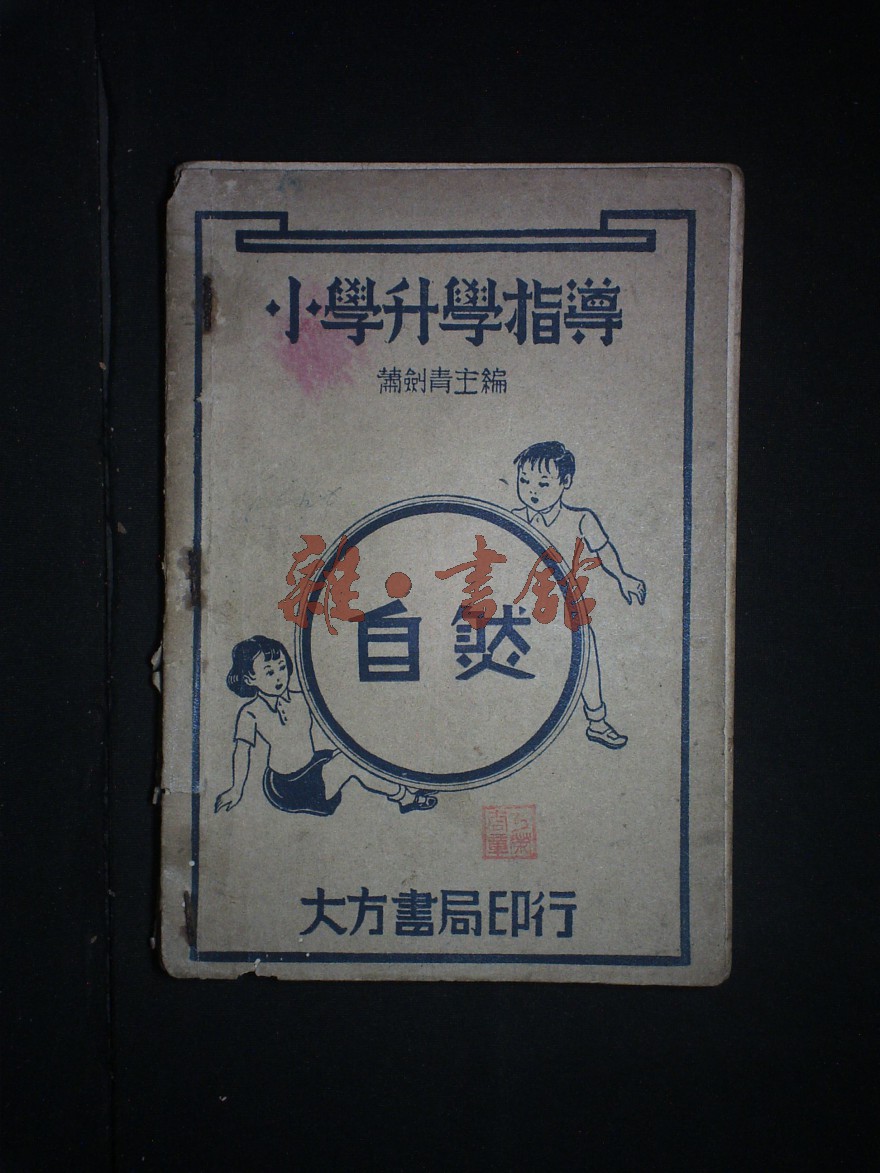 小學升學指導
蕭劍青主編
雜·書館
自然
大方書局印行